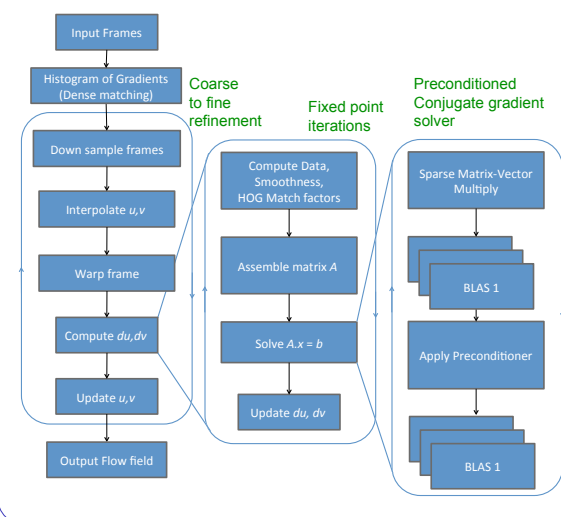 Input Frames
Histogram of Gradients
(Dense matching)
Coarse
to fine
refinement
Down sample frames
Interpolate u,v
Warp frame
Compute du,dv
Update u,v
Output Flow field
Fixed point
iterations
Compute Data,
Smoothness,
HOG Match factors
Assemble matrix A
Solve A.x = b
Update du, dv
Preconditioned
Conjugate gradient
solver
Sparse Matrix-Vector
Multiply
BLAS 1
Apply Preconditioner
BLAS 1